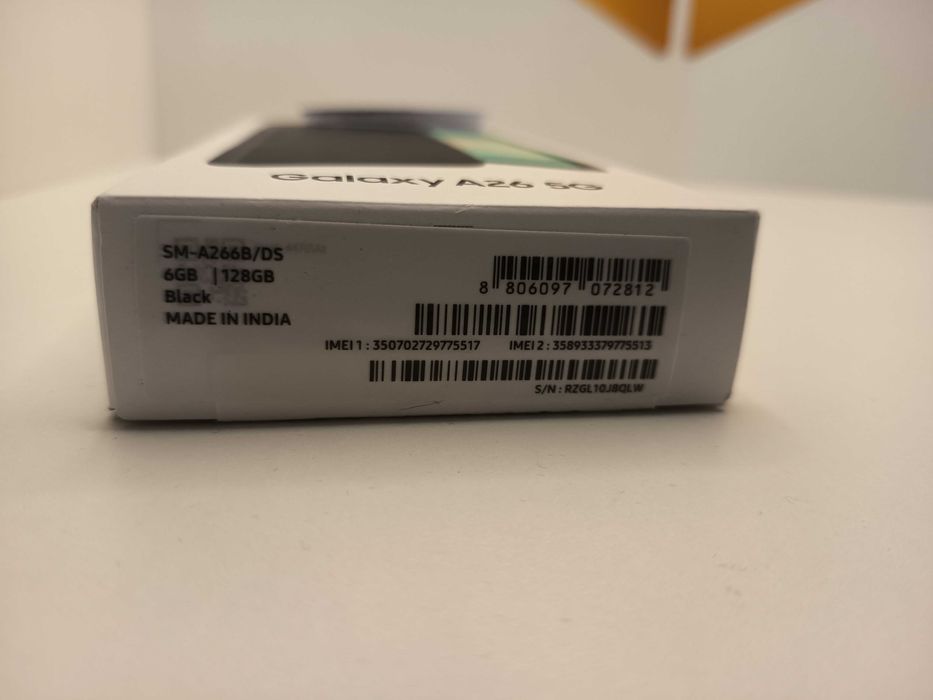 Galaxy A26 5G
SM-A266B/DS
6GB | 128GB
Black
MADE IN INDIA
8 806097 072812
IMEI 1 : 350702729775517 IMEI 2 : 358933379775513
S/N : RZGL10J8QLW